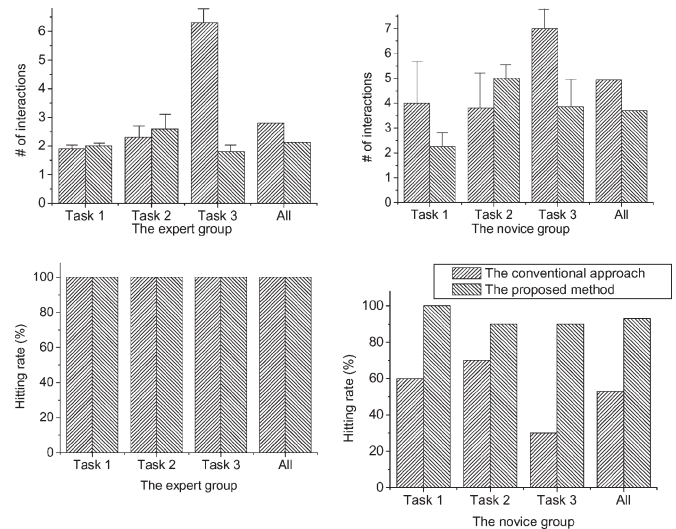 # of interactions
6
5
4
3
2
1
0
Task 1 Task 2 Task 3 All
The expert group
# of interactions
7
6
5
4
3
2
1
0
Task 1 Task 2 Task 3 All
The novice group
Hitting rate (%)
100
80
60
40
20
0
Task 1 Task 2 Task 3 All
The expert group
The conventional approach
The proposed method
Hitting rate (%)
100
80
60
40
20
0
Task 1 Task 2 Task 3 All
The novice group